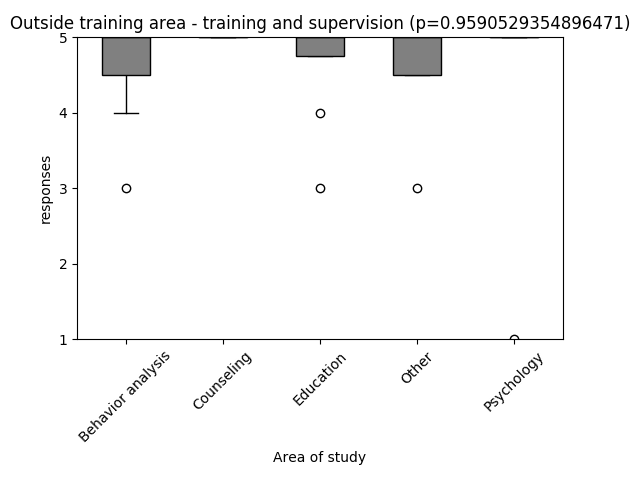 Outside training area - training and supervision (p=0.9590529354896471)
5
4
3
2
1
responses
Behavior analysis
Counseling
Education
Other
Psychology
Area of study